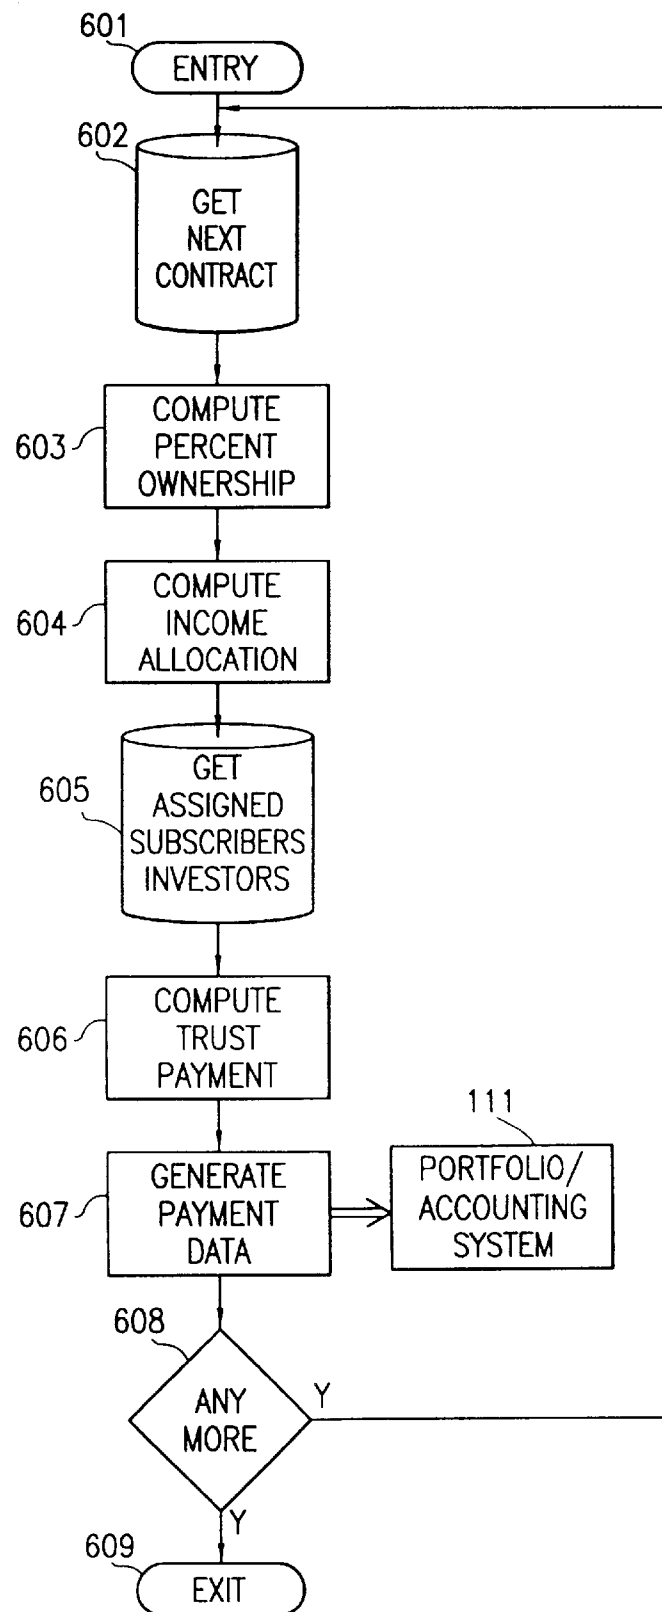 601
ENTRY
602
GET
NEXT
CONTRACT
603
COMPUTE
PERCENT
OWNERSHIP
604
COMPUTE
INCOME
ALLOCATION
605
GET
ASSIGNED
SUBSCRIBERS
INVESTORS
606
COMPUTE
TRUST
PAYMENT
607
GENERATE
PAYMENT
DATA
111
PORTFOLIO/
ACCOUNTING
SYSTEM
608
ANY
MORE
Y
Y
609
EXIT